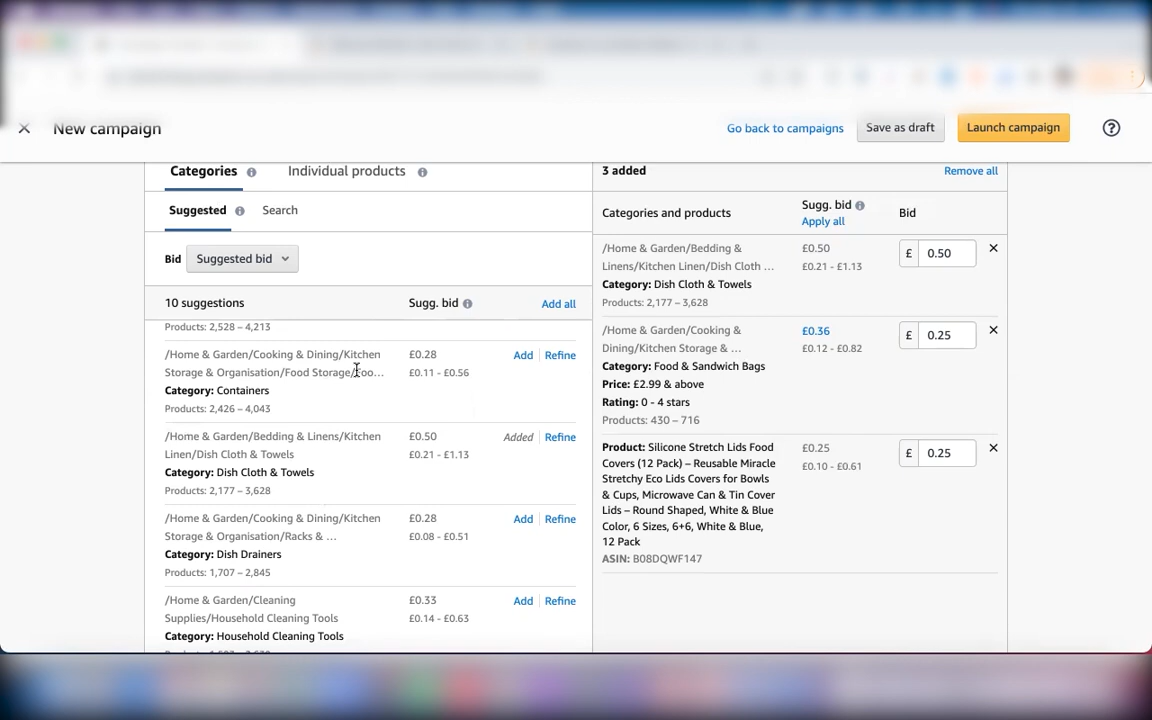 New campaign
Go back to campaigns
Save as draft
Launch campaign
Categories
Individual products
Suggested
Search
Bid
Suggested bid
10 suggestions
Sugg. bid
Add all
Products: 2,528 – 4,213
/Home & Garden/Cooking & Dining/Kitchen
Storage & Organisation/Food Storage/Foo...
Category: Containers
Products: 2,426 – 4,043
£0.28
£0.11 - £0.56
Add
Refine
/Home & Garden/Bedding & Linens/Kitchen
Linen/Dish Cloth & Towels
Category: Dish Cloth & Towels
Products: 2,177 – 3,628
£0.50
£0.21 - £1.13
Added
Refine
/Home & Garden/Cooking & Dining/Kitchen
Storage & Organisation/Racks & ...
Category: Dish Drainers
Products: 1,707 – 2,845
£0.28
£0.08 - £0.51
Add
Refine
/Home & Garden/Cleaning
Supplies/Household Cleaning Tools
Category: Household Cleaning Tools
£0.33
£0.14 - £0.63
Add
Refine
3 added
Remove all
Categories and products
Sugg. bid
Apply all
Bid
/Home & Garden/Bedding &
Linens/Kitchen Linen/Dish Cloth ...
Category: Dish Cloth & Towels
Products: 2,177 – 3,628
£0.50
£0.21 - £1.13
£ 0.50
/Home & Garden/Cooking &
Dining/Kitchen Storage & ...
Category: Food & Sandwich Bags
Price: £2.99 & above
Rating: 0 - 4 stars
Products: 430 – 716
£0.36
£0.12 - £0.82
£ 0.25
Product: Silicone Stretch Lids Food
Covers (12 Pack) – Reusable Miracle
Stretchy Eco Lids Covers for Bowls
& Cups, Microwave Can & Tin Cover
Lids – Round Shaped, White & Blue
Color, 6 Sizes, 6+6, White & Blue,
12 Pack
ASIN: B08DQWF147
£0.25
£0.10 - £0.61
£ 0.25